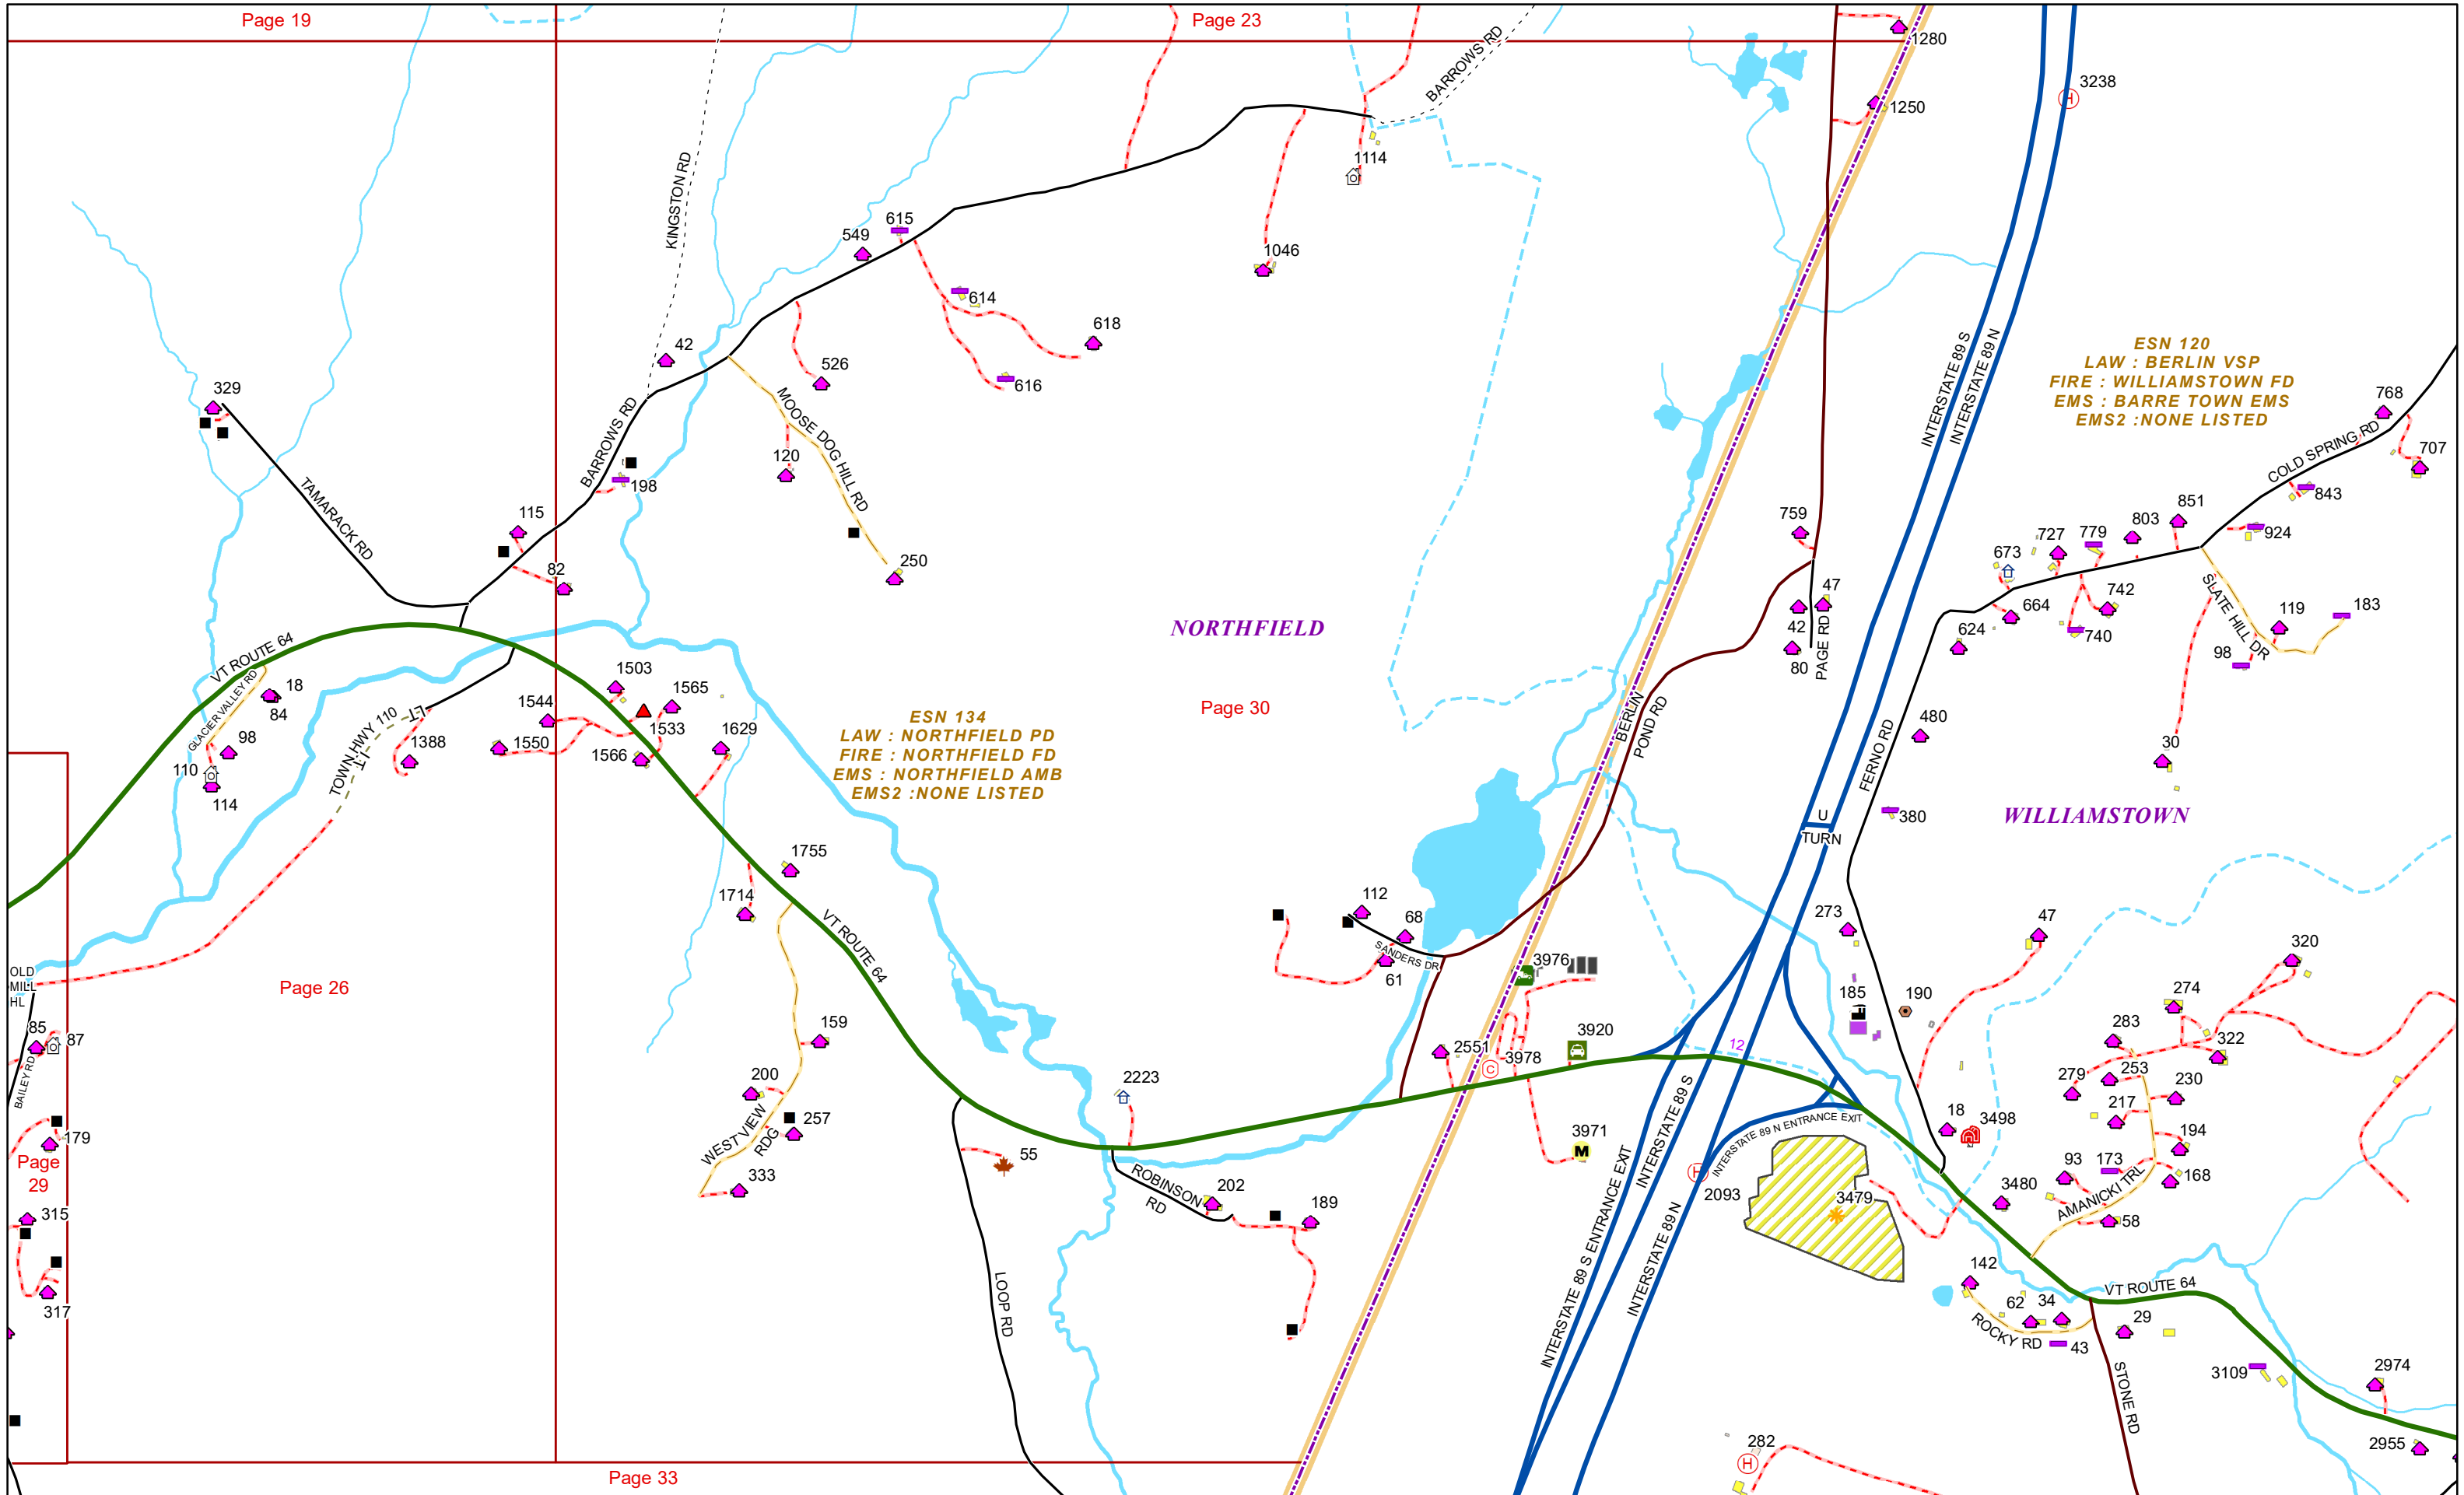 Page 19
Page 23
1280
3238
1250
BARROWS RD
1114
KINGSTON RD
615
549
1046
614
618
42
526
616
329
MOOSE DOG HILL RD
BARROWS RD
120
198
TAMARACK RD
115
82
250
INTERSTATE 89 S
INTERSTATE 89 N
ESN 120
LAW : BERLIN VSP
FIRE : WILLIAMSTOWN FD
EMS : BARRE TOWN EMS
EMS2 :NONE LISTED
768
COLD SPRING RD
707
843
851
924
803
779
727
673
759
47
42
80
PAGE RD
742
664
740
624
SLATE HILL DR
119
183
98
NORTHFIELD
Page 30
VT ROUTE 64
GLACIER VALLEY RD
18
84
98
110
114
TOWN HWY 110
LT
LT
1388
1503
1565
1544
1533
1550
1566
1629
ESN 134
LAW : NORTHFIELD PD
FIRE : NORTHFIELD FD
EMS : NORTHFIELD AMB
EMS2 :NONE LISTED
BERLIN
POND RD
FERNO RD
480
30
380
WILLIAMSTOWN
U
TURN
1755
1714
VT ROUTE 64
112
68
SANDERS DR
61
3976
273
47
320
OLD
MILL
HL
Page 26
85
87
BAILEY RD
159
200
WEST VIEW
RDG
257
333
2223
2551
C
3978
3920
12
185
190
274
283
322
253
279
230
217
194
179
Page
29
315
317
55
ROBINSON
RD
202
189
3971
M
INTERSTATE 89 S
INTERSTATE 89 N ENTRANCE EXIT
H
H
2093
3479
18
3498
93
173
168
3480
AMANICKI TRL
58
LOOP RD
INTERSTATE 89 S ENTRANCE EXIT
INTERSTATE 89 N
142
62
34
ROCKY RD
43
VT ROUTE 64
29
STONE RD
3109
2974
2955
282
H
Page 33